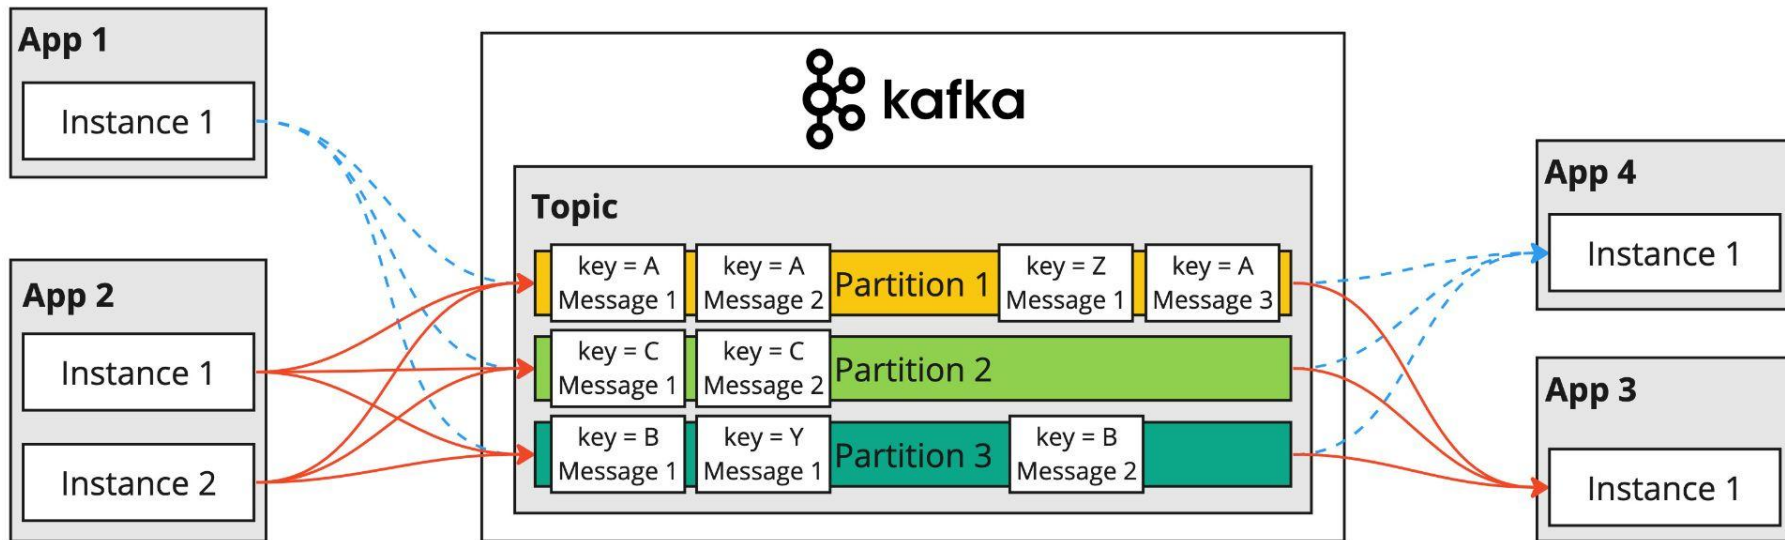 App 1
Instance 1
App 2
Instance 1
Instance 2
kafka
Topic
key = A
Message 1
key = A
Message 2
Partition 1
key = Z
Message 1
key = A
Message 3
key = C
Message 1
key = C
Message 2
Partition 2
key = B
Message 1
key = Y
Message 1
Partition 3
key = B
Message 2
App 4
Instance 1
App 3
Instance 1